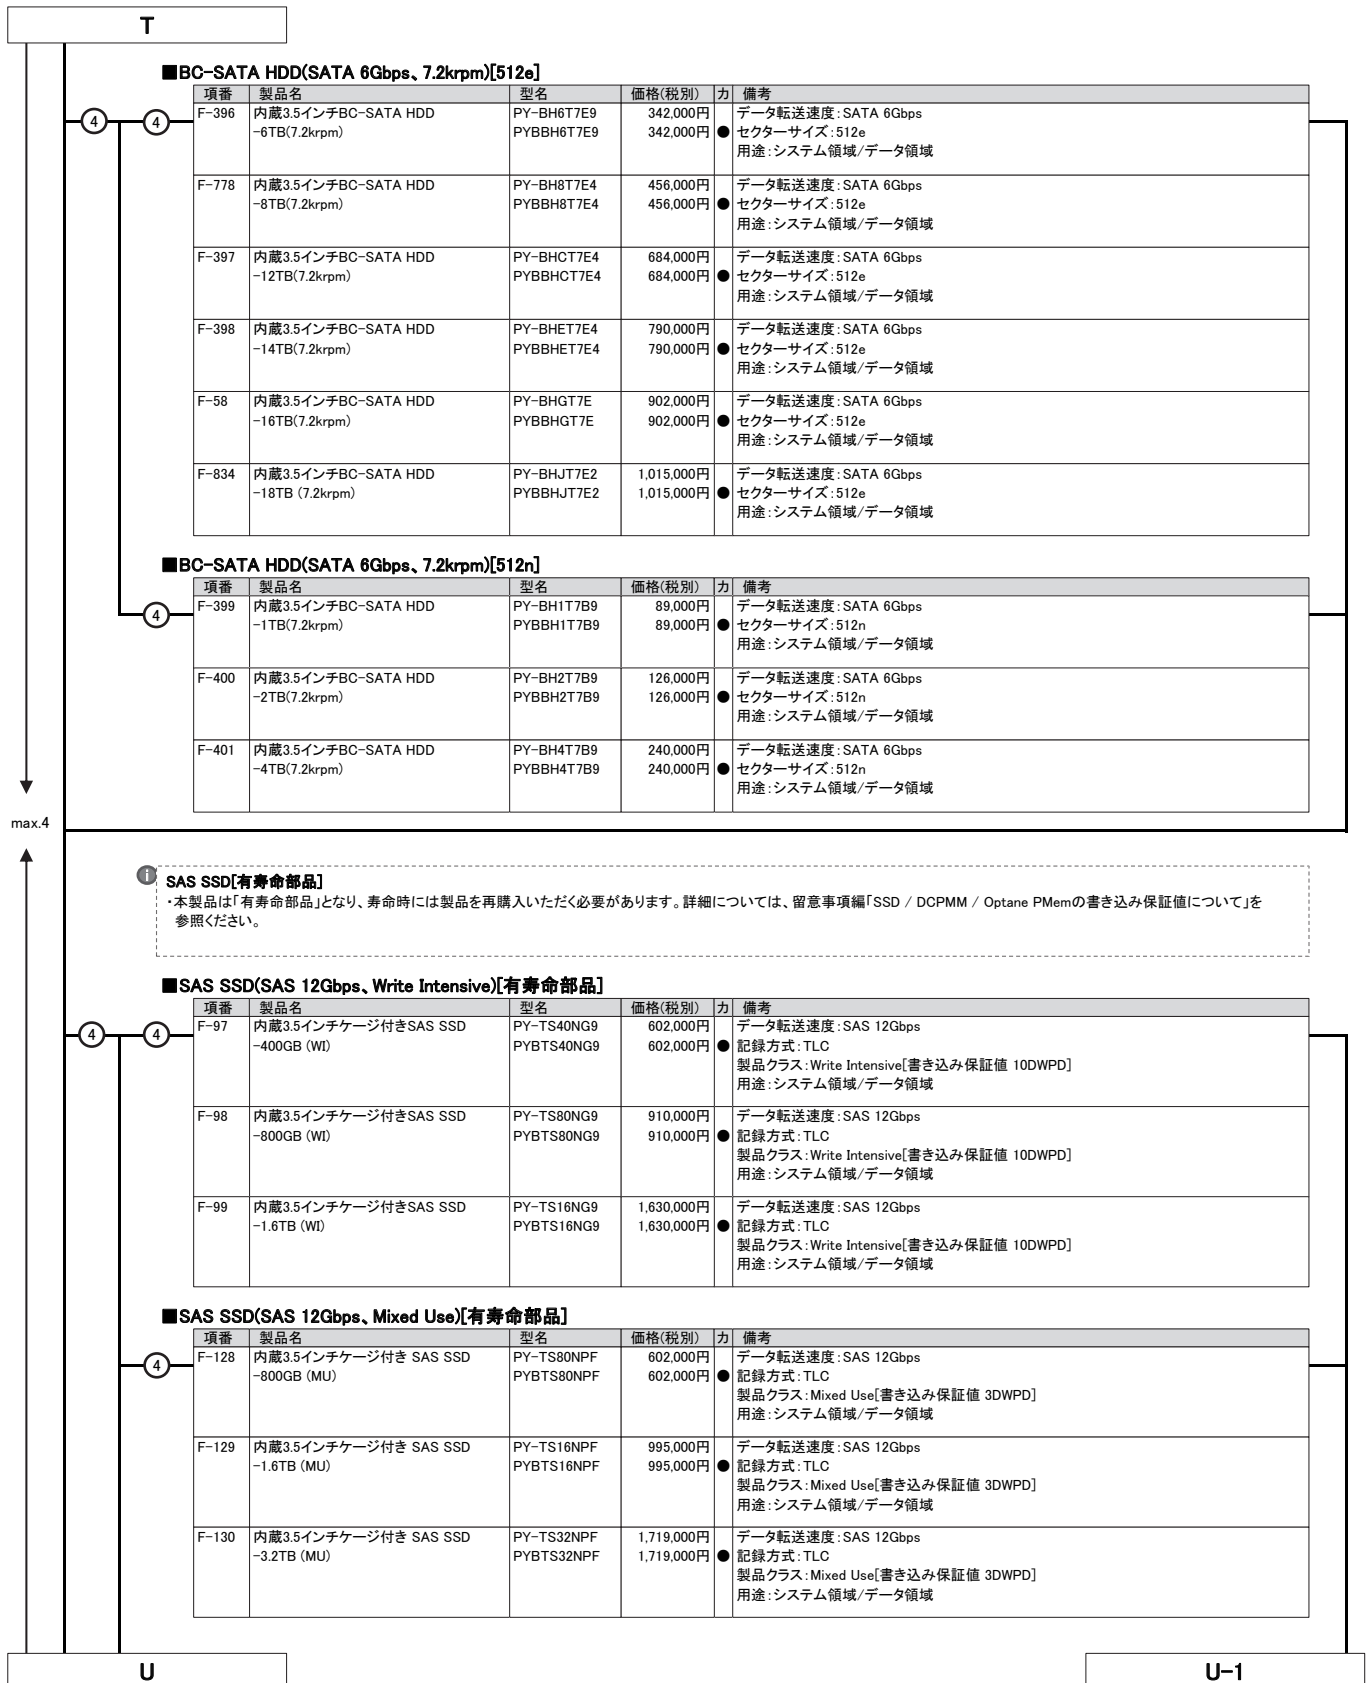 T
■BC-SATA HDD(SATA 6Gbps、7.2krpm)[512e]
項番 製品名 型名 価格(税別) カ 備考
4 4 F-396 内蔵3.5インチBC-SATA HDD PY-BH6T7E9 342,000円 データ転送速度:SATA 6Gbps
-6TB(7.2krpm) PYBBH6T7E9 342,000円 ● セクターサイズ:512e
用途:システム領域/データ領域
F-778 内蔵3.5インチBC-SATA HDD PY-BH8T7E4 456,000円 データ転送速度:SATA 6Gbps
-8TB(7.2krpm) PYBBH8T7E4 456,000円 ● セクターサイズ:512e
用途:システム領域/データ領域
F-397 内蔵3.5インチBC-SATA HDD PY-BHCT7E4 684,000円 データ転送速度:SATA 6Gbps
-12TB(7.2krpm) PYBBHCT7E4 684,000円 ● セクターサイズ:512e
用途:システム領域/データ領域
F-398 内蔵3.5インチBC-SATA HDD PY-BHET7E4 790,000円 データ転送速度:SATA 6Gbps
-14TB(7.2krpm) PYBBHET7E4 790,000円 ● セクターサイズ:512e
用途:システム領域/データ領域
F-58 内蔵3.5インチBC-SATA HDD PY-BHGT7E 902,000円 データ転送速度:SATA 6Gbps
-16TB(7.2krpm) PYBBHGT7E 902,000円 ● セクターサイズ:512e
用途:システム領域/データ領域
F-834 内蔵3.5インチBC-SATA HDD PY-BHJT7E2 1,015,000円 データ転送速度:SATA 6Gbps
-18TB (7.2krpm) PYBBHJT7E2 1,015,000円 ● セクターサイズ:512e
用途:システム領域/データ領域
■BC-SATA HDD(SATA 6Gbps、7.2krpm)[512n]
項番 製品名 型名 価格(税別) カ 備考
4 F-399 内蔵3.5インチBC-SATA HDD PY-BH1T7B9 89,000円 データ転送速度:SATA 6Gbps
-1TB(7.2krpm) PYBBH1T7B9 89,000円 ● セクターサイズ:512n
用途:システム領域/データ領域
F-400 内蔵3.5インチBC-SATA HDD PY-BH2T7B9 126,000円 データ転送速度:SATA 6Gbps
-2TB(7.2krpm) PYBBH2T7B9 126,000円 ● セクターサイズ:512n
用途:システム領域/データ領域
F-401 内蔵3.5インチBC-SATA HDD PY-BH4T7B9 240,000円 データ転送速度:SATA 6Gbps
-4TB(7.2krpm) PYBBH4T7B9 240,000円 ● セクターサイズ:512n
用途:システム領域/データ領域
max.4
i SAS SSD[有寿命部品]
・本製品は「有寿命部品」となり、寿命時には製品を再購入いただく必要があります。詳細については、留意事項編「SSD / DCPMM / Optane PMemの書き込み保証値について」を
参照ください。
■SAS SSD(SAS 12Gbps、Write Intensive)[有寿命部品]
項番 製品名 型名 価格(税別) カ 備考
4 4 F-97 内蔵3.5インチケージ付きSAS SSD PY-TS40NG9 602,000円 データ転送速度:SAS 12Gbps
-400GB (WI) PYBTS40NG9 602,000円 ● 記録方式:TLC
製品クラス:Write Intensive[書き込み保証値 10DWPD]
用途:システム領域/データ領域
F-98 内蔵3.5インチケージ付きSAS SSD PY-TS80NG9 910,000円 データ転送速度:SAS 12Gbps
-800GB (WI) PYBTS80NG9 910,000円 ● 記録方式:TLC
製品クラス:Write Intensive[書き込み保証値 10DWPD]
用途:システム領域/データ領域
F-99 内蔵3.5インチケージ付きSAS SSD PY-TS16NG9 1,630,000円 データ転送速度:SAS 12Gbps
-1.6TB (WI) PYBTS16NG9 1,630,000円 ● 記録方式:TLC
製品クラス:Write Intensive[書き込み保証値 10DWPD]
用途:システム領域/データ領域
■SAS SSD(SAS 12Gbps、Mixed Use)[有寿命部品]
項番 製品名 型名 価格(税別) カ 備考
4 F-128 内蔵3.5インチケージ付き SAS SSD PY-TS80NPF 602,000円 データ転送速度:SAS 12Gbps
-800GB (MU) PYBTS80NPF 602,000円 ● 記録方式:TLC
製品クラス:Mixed Use[書き込み保証値 3DWPD]
用途:システム領域/データ領域
F-129 内蔵3.5インチケージ付き SAS SSD PY-TS16NPF 995,000円 データ転送速度:SAS 12Gbps
-1.6TB (MU) PYBTS16NPF 995,000円 ● 記録方式:TLC
製品クラス:Mixed Use[書き込み保証値 3DWPD]
用途:システム領域/データ領域
F-130 内蔵3.5インチケージ付き SAS SSD PY-TS32NPF 1,719,000円 データ転送速度:SAS 12Gbps
-3.2TB (MU) PYBTS32NPF 1,719,000円 ● 記録方式:TLC
製品クラス:Mixed Use[書き込み保証値 3DWPD]
用途:システム領域/データ領域
U U-1